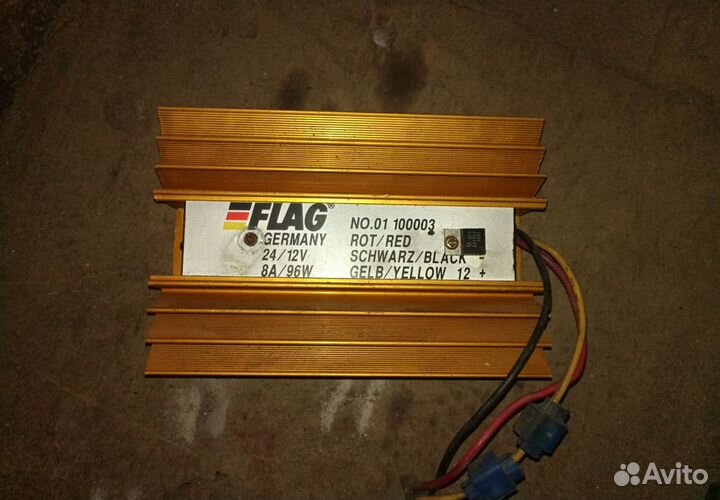 FLAG®
GERMANY
24/12V
8A/96W
NO.01 100003
ROT/RED
SCHWARZ/BLACK -
GELB/YELLOW 12 +
Avito